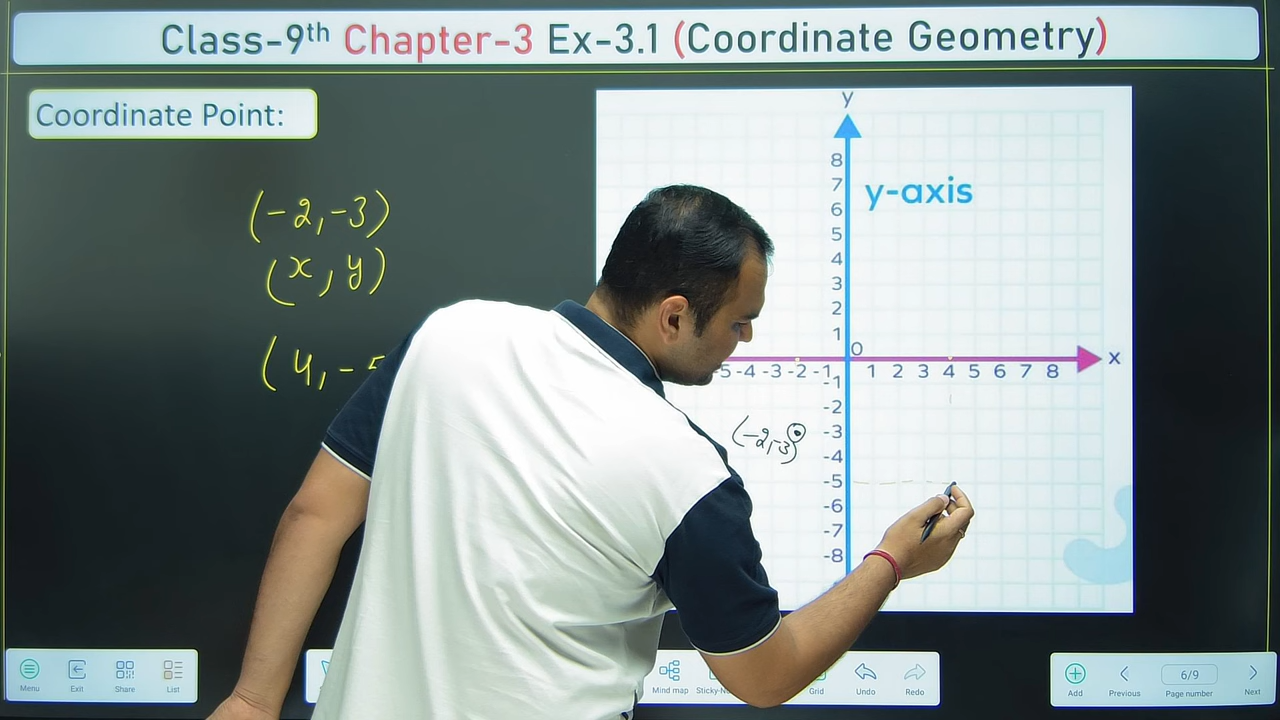 Class-9th Chapter-3 Ex-3.1 (Coordinate Geometry)
Coordinate Point:
(-2,-3)
(x,y)
(4,-5
y
8
7
6
5
4
3
2
1
y-axis
0
x
-5 -4 -3 -2 -1 1 2 3 4 5 6 7 8
-1
-2
-3
-4
-5
-6
-7
-8
(-2,-3)
Menu Exit Share List
Mind map Undo Redo
Grid
Add Previous Page number Next
6/9